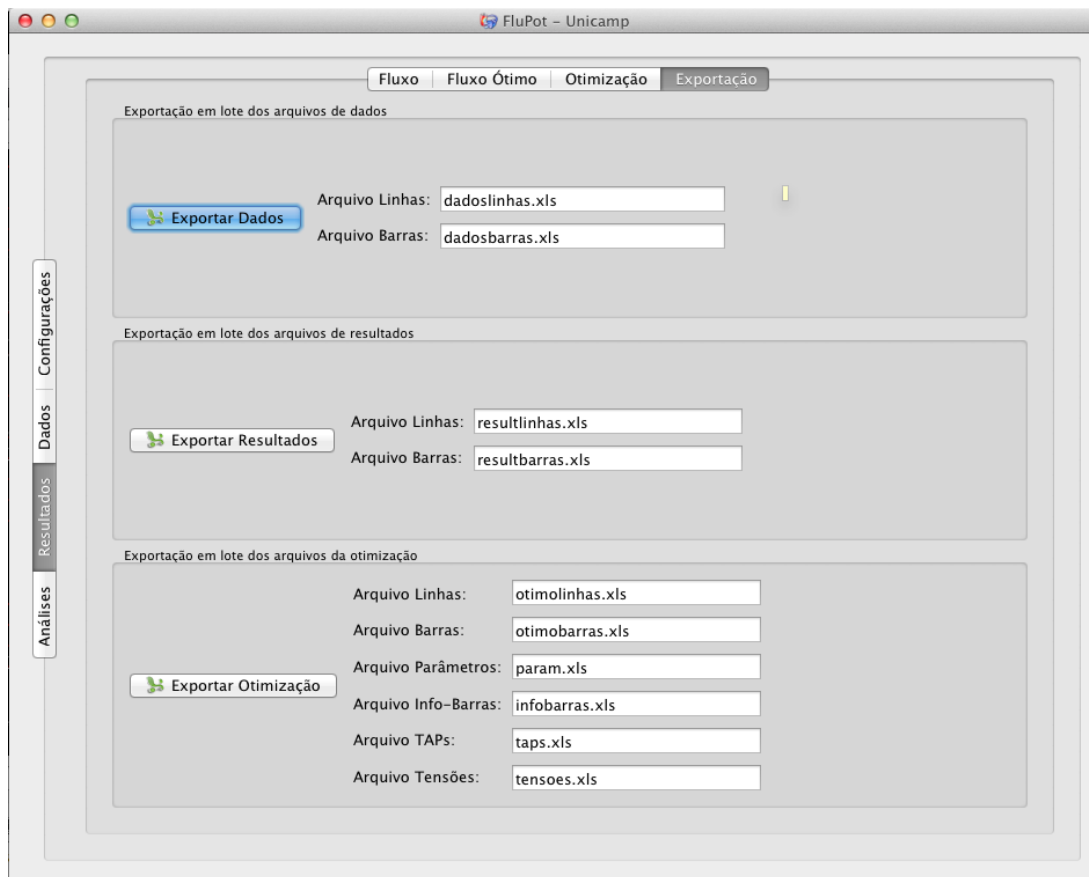 FluPot – Unicamp
Fluxo Fluxo Ótimo Otimização Exportação
Configurações
Dados
Resultados
Análises
Exportação em lote dos arquivos de dados
Exportar Dados
Arquivo Linhas: dadoslinhas.xls
Arquivo Barras: dadosbarras.xls
Exportação em lote dos arquivos de resultados
Exportar Resultados
Arquivo Linhas: resultlinhas.xls
Arquivo Barras: resultbarras.xls
Exportação em lote dos arquivos da otimização
Exportar Otimização
Arquivo Linhas: otimolinhas.xls
Arquivo Barras: otimobarras.xls
Arquivo Parâmetros: param.xls
Arquivo Info-Barras: infobarras.xls
Arquivo TAPs: taps.xls
Arquivo Tensões: tensoes.xls